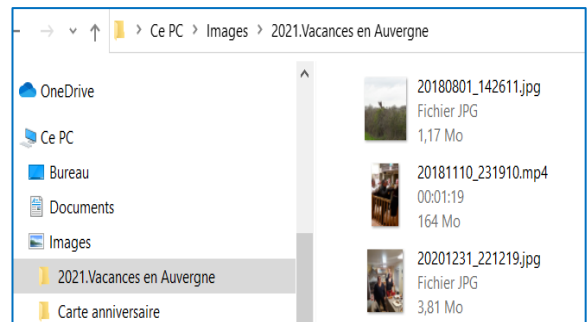 Ce PC > Images > 2021.Vacances en Auvergne
OneDrive
Ce PC
Bureau
Documents
Images
2021.Vacances en Auvergne
Carte anniversaire
20180801_142611.jpg
Fichier JPG
1,17 Mo
20181110_231910.mp4
00:01:19
164 Mo
20201231_221219.jpg
Fichier JPG
3,81 Mo